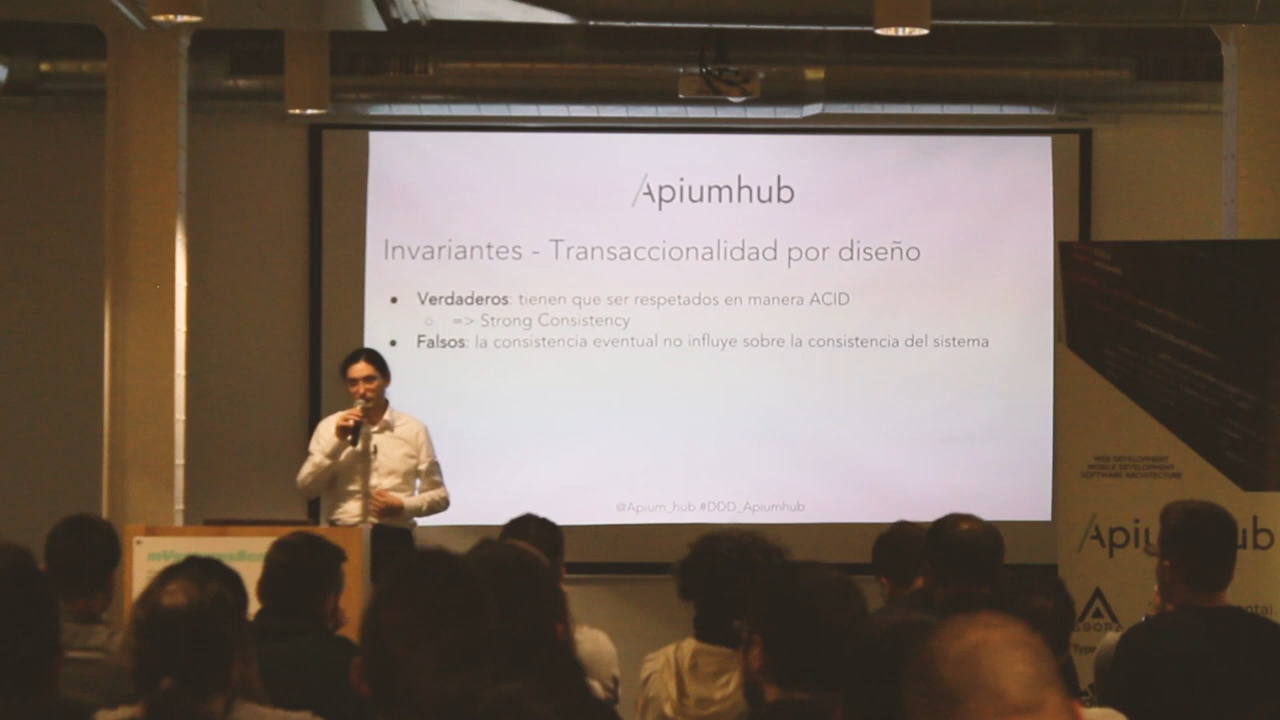 Apiumhub
Invariantes - Transaccionalidad por diseño
• Verdaderos: tienen que ser respetados en manera ACID
○ => Strong Consistency
• Falsos: la consistencia eventual no influye sobre la consistencia del sistema
@Apium_hub #DDD_Apiumhub
WEB DEVELOPMENT
MOBILE DEVELOPMENT
SOFTWARE ARCHITECTURE